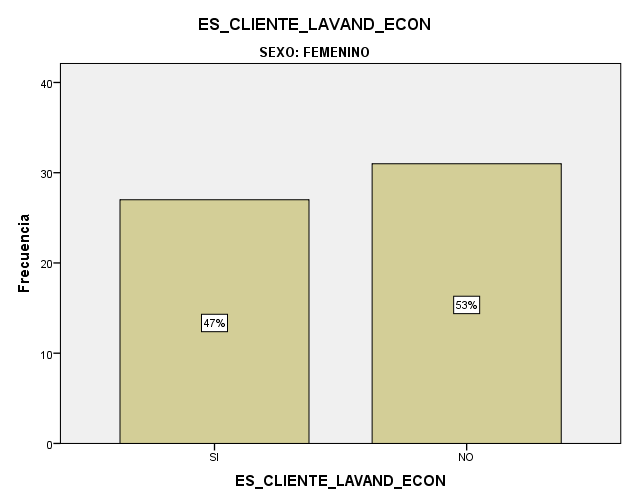 ES_CLIENTE_LAVAND_ECON
SEXO: FEMENINO
Frecuencia
40
30
20
10
0
47%
53%
SI
NO
ES_CLIENTE_LAVAND_ECON